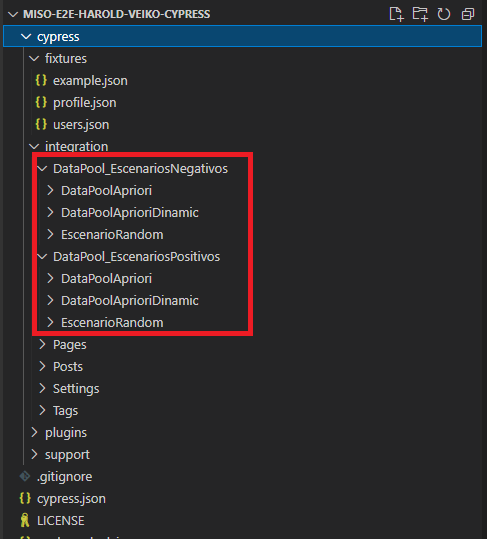 MISO-E2E-HAROLD-VEIKO-CYPRESS
cypress
fixtures
{} example.json
{} profile.json
{} users.json
integration
DataPool_EscenariosNegativos
DataPoolApriori
DataPoolAprioriDinamic
EscenarioRandom
DataPool_EscenariosPositivos
DataPoolApriori
DataPoolAprioriDinamic
EscenarioRandom
Pages
Posts
Settings
Tags
plugins
support
.gitignore
{} cypress.json
LICENSE